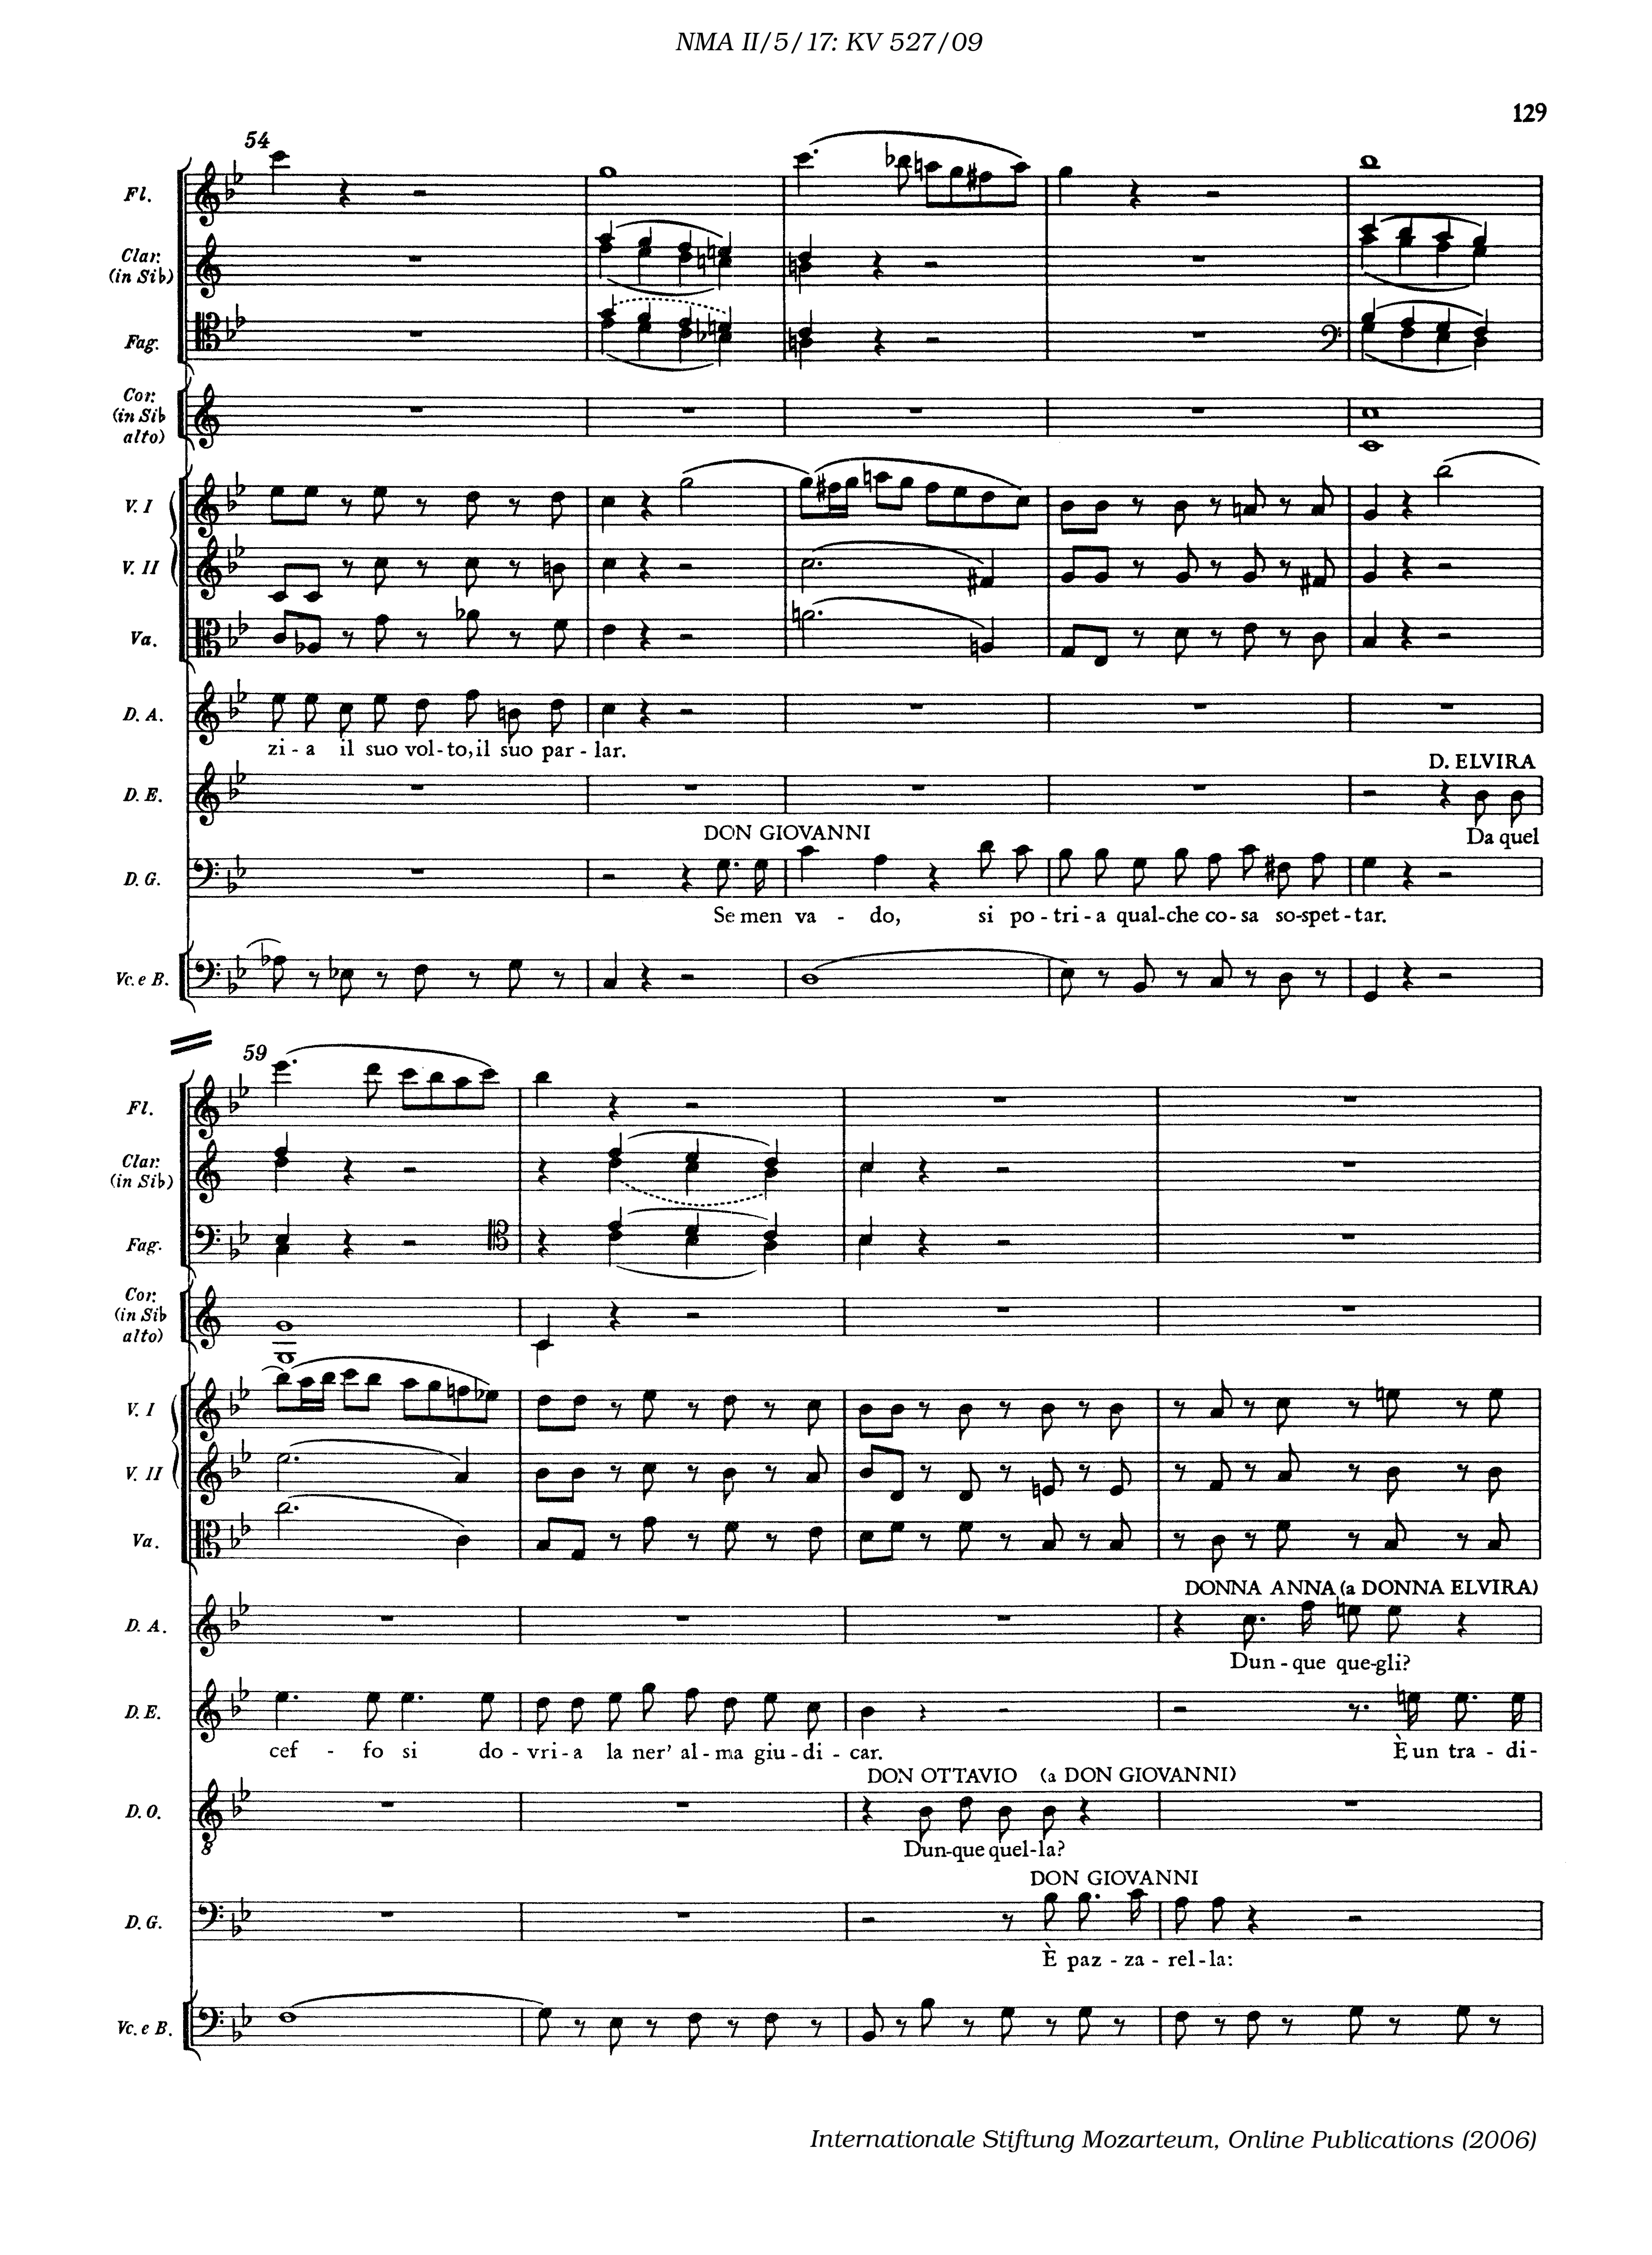 NMA II/5/17: KV 527/09
129
54
Fl.
Clar.
(in Sib)
Fag.
Cor.
(in Sib
alto)
V. I
V. II
Va.
D. A.
zi - a il suo vol - to, il suo par - lar.
D. ELVIRA
D. E.
Da quel
DON GIOVANNI
D. G.
Se men va - do, si po - tri - a qual - che co - sa so - spet - tar.
Vc. e B.
59
Fl.
Clar.
(in Sib)
Fag.
Cor.
(in Sib
alto)
V. I
V. II
Va.
DONNA ANNA (a DONNA ELVIRA)
D. A.
Dun - que que - gli?
D. E.
cef - fo si do - vri - a la ner' al - ma giu - di - car. È un tra - di -
DON OTTAVIO (a DON GIOVANNI)
D. O.
8
Dun - que quel - la?
DON GIOVANNI
D. G.
È paz - za - rel - la:
Vc. e B.
Internationale Stiftung Mozarteum, Online Publications (2006)